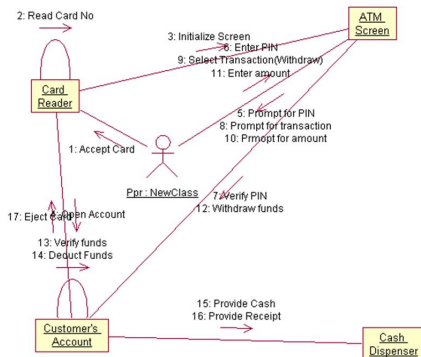 2: Read Card No
ATM
Screen
3: Initialize Screen
6: Enter PIN
9: Select Transaction(Withdraw)
11: Enter amount
Card
Reader
5: Prompt for PIN
8: Prompt for transaction
10: Prmopt for amount
1: Accept Card
Ppr : NewClass
7: Verify PIN
12: Withdraw funds
17: Eject Card
4: Open Account
13: Verify funds
14: Deduct Funds
15: Provide Cash
16: Provide Receipt
Customer's
Account
Cash
Dispenser